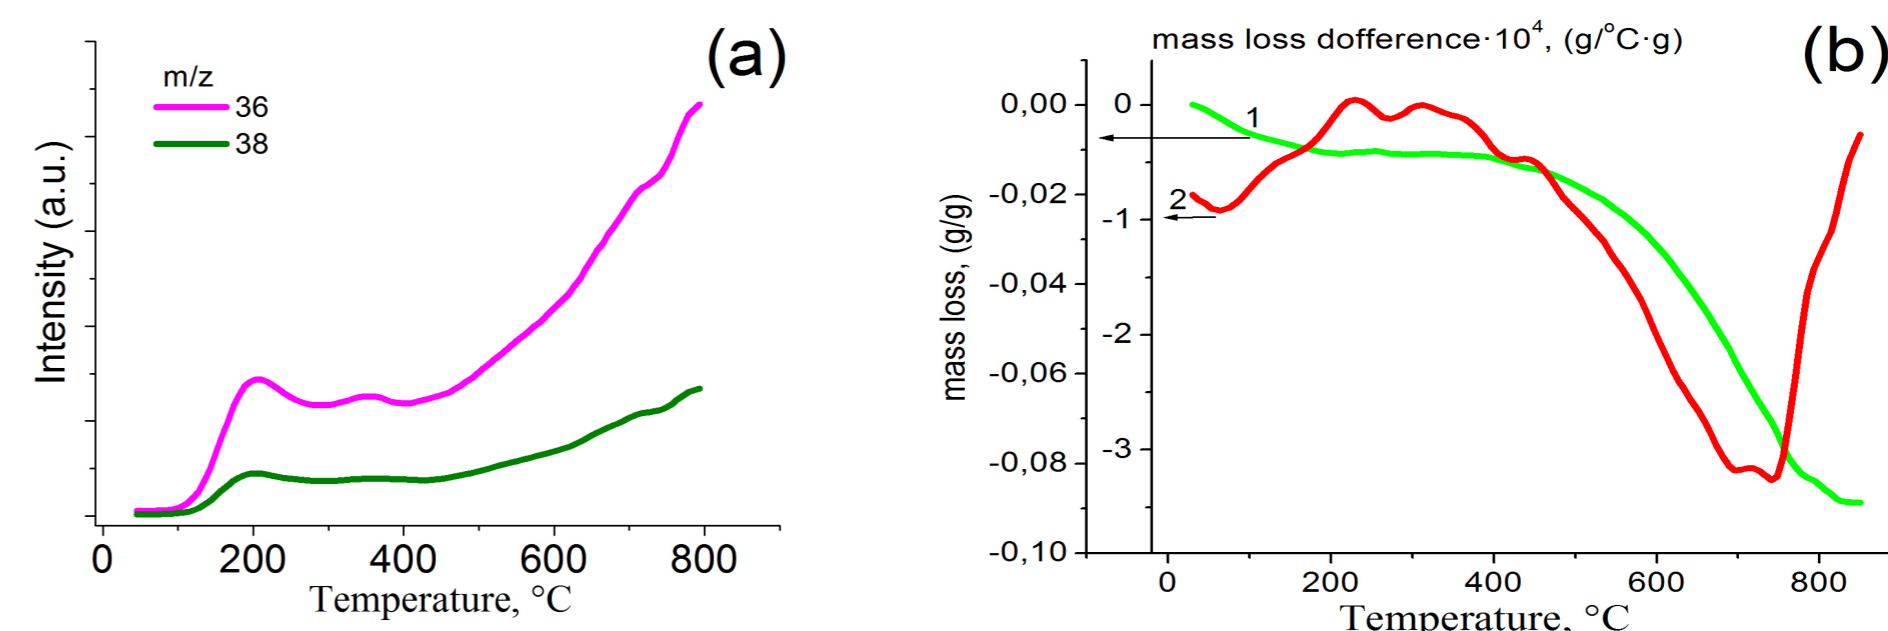 (a)
m/z
36
38
Intensity (a.u.)
0 200 400 600 800
Temperature, °C
mass loss dofference·10⁴, (g/°C·g)
(b)
0,00
-0,02
-0,04
-0,06
-0,08
-0,10
mass loss, (g/g)
0
-1
-2
-3
1
2
0 200 400 600 800
Temperature, °C